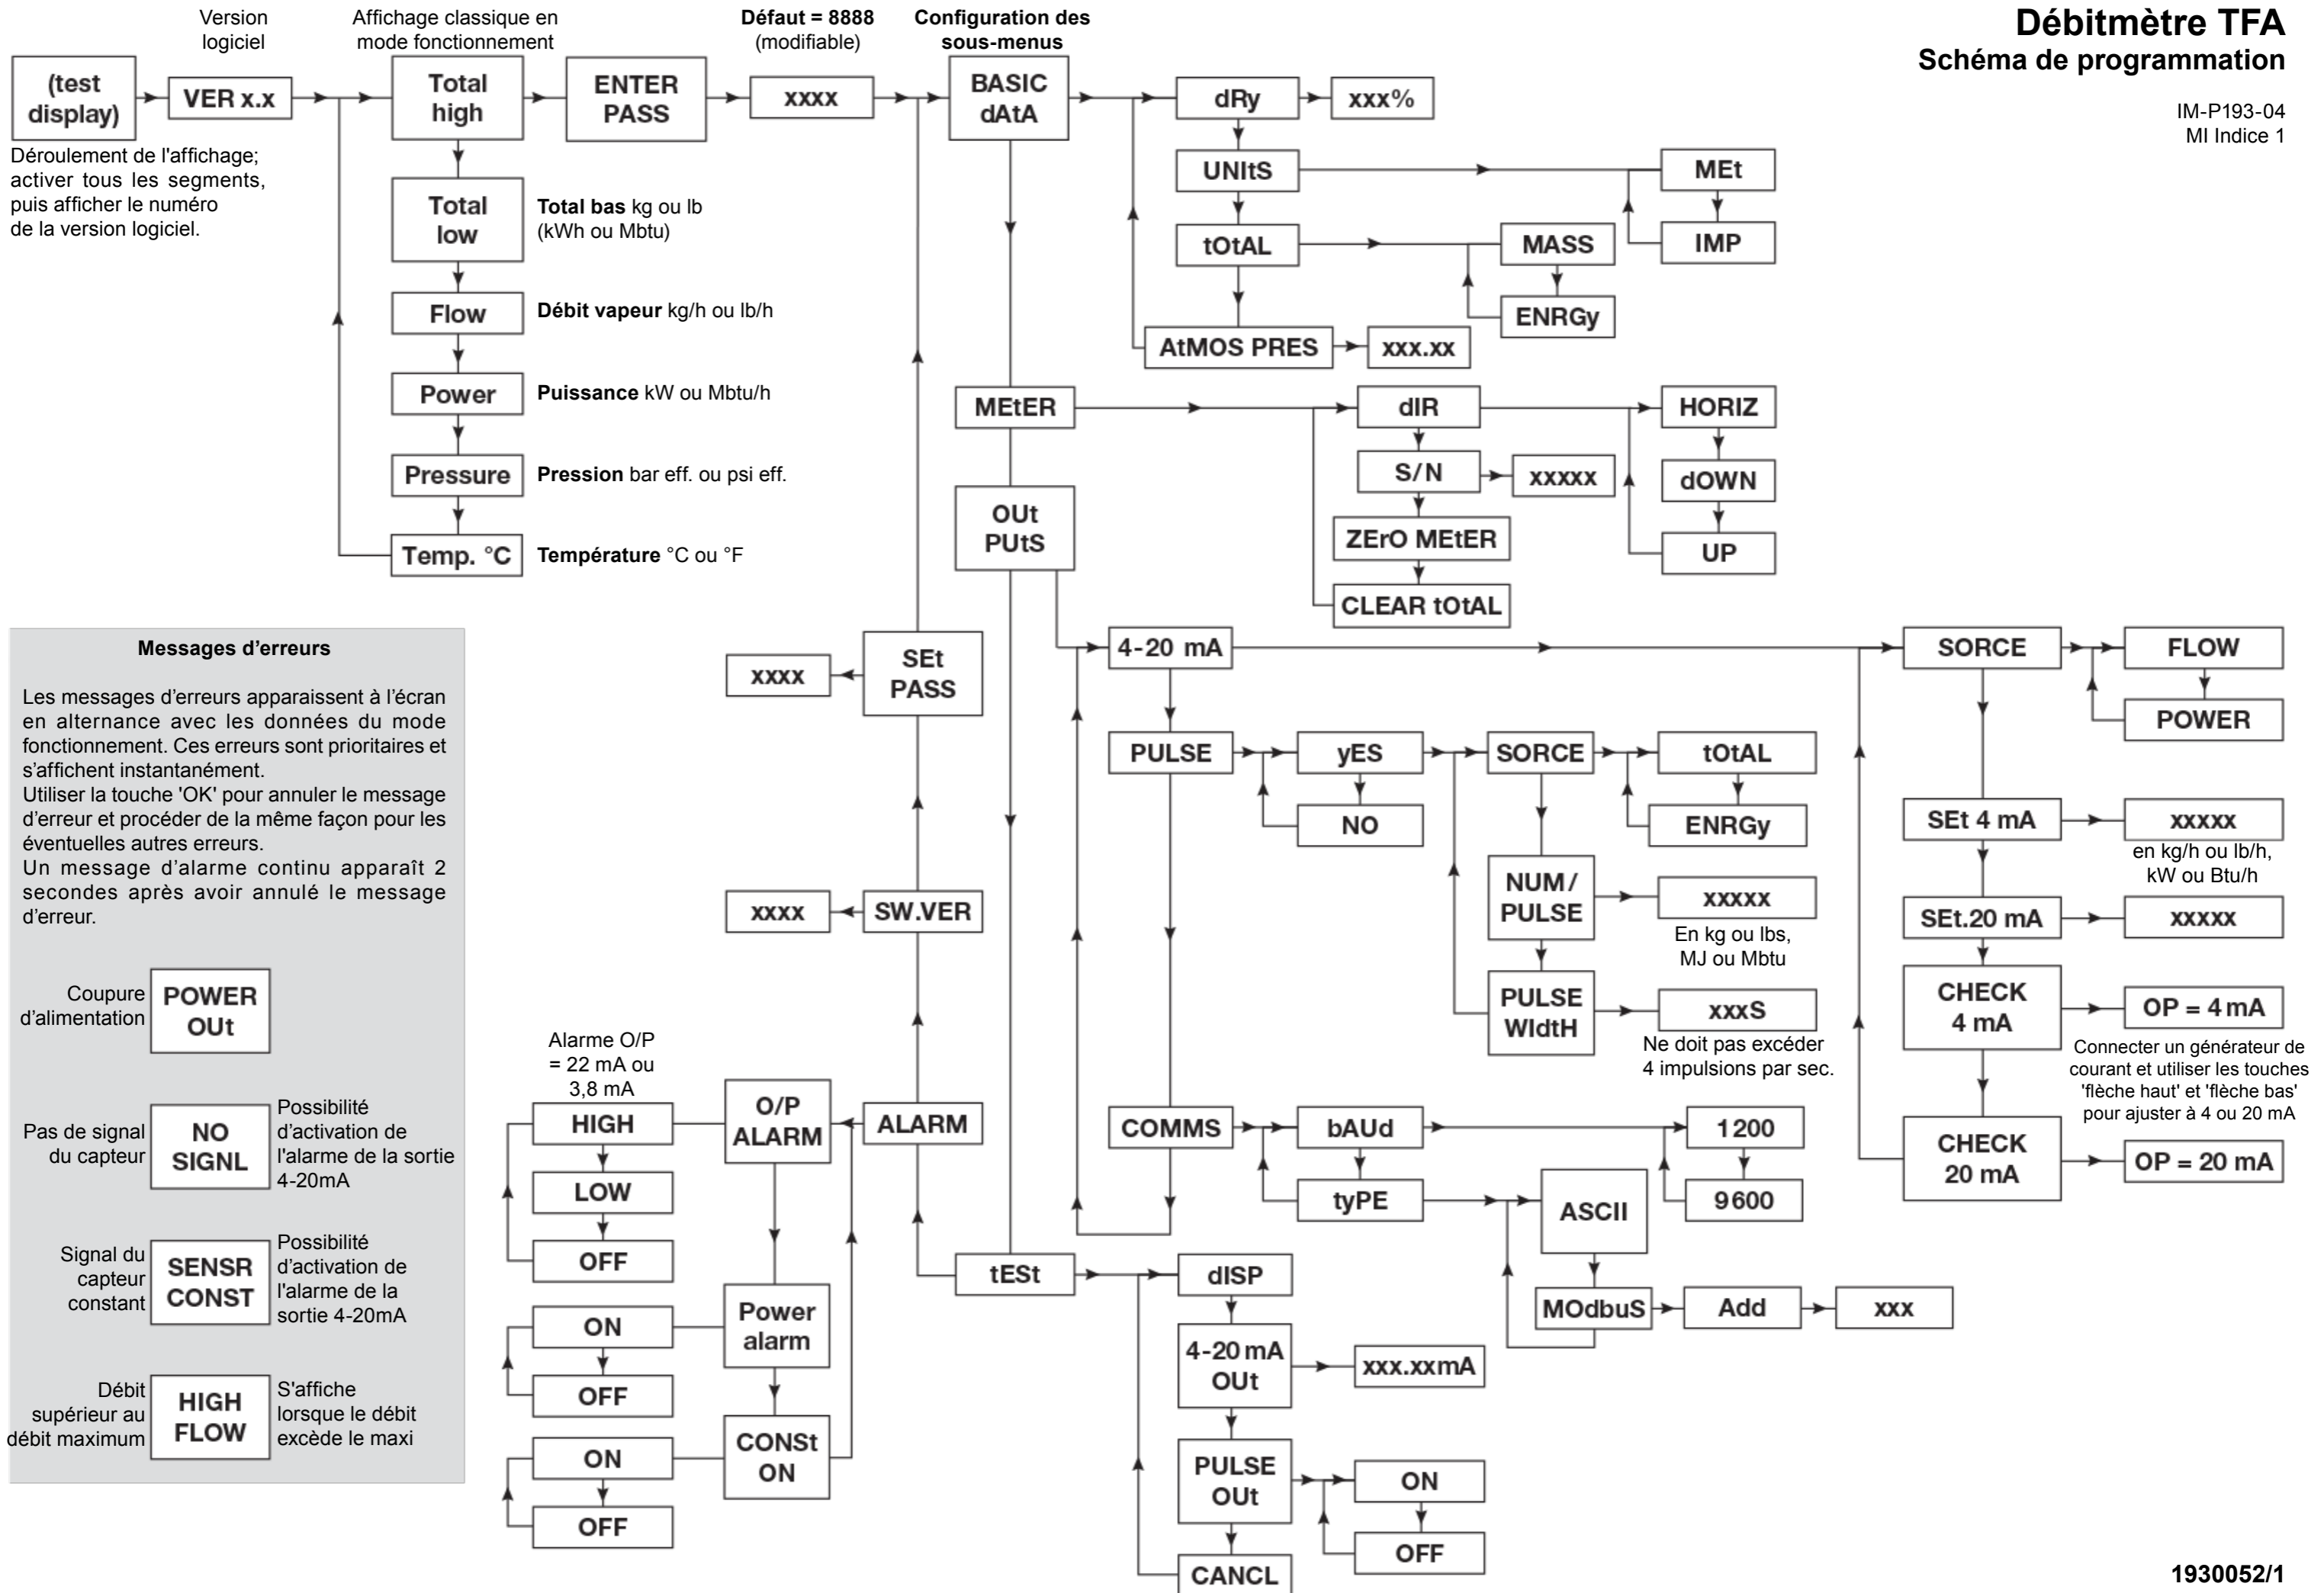 Débitmètre TFA
Schéma de programmation
IM-P193-04
MI Indice 1
Version
logiciel
Affichage classique en
mode fonctionnement
Défaut = 8888
(modifiable)
Configuration des
sous-menus
(test
display)
VER x.x
Total
high
ENTER
PASS
xxxx
BASIC
dAtA
dRy
xxx%
Déroulement de l'affichage;
activer tous les segments,
puis afficher le numéro
de la version logiciel.
UNItS
MEt
IMP
Total
low
Total bas kg ou lb
(kWh ou Mbtu)
tOtAL
MASS
ENRGy
Flow
Débit vapeur kg/h ou lb/h
AtMOS PRES
xxx.xx
Power
Puissance kW ou Mbtu/h
MEtER
dIR
HORIZ
dOWN
UP
Pressure
Pression bar eff. ou psi eff.
S/N
xxxxx
OUt
PUtS
ZErO MEtER
Temp. °C
Température °C ou °F
CLEAR tOtAL
Messages d'erreurs
Les messages d'erreurs apparaissent à l'écran
en alternance avec les données du mode
fonctionnement. Ces erreurs sont prioritaires et
s'affichent instantanément.
Utiliser la touche 'OK' pour annuler le message
d'erreur et procéder de la même façon pour les
éventuelles autres erreurs.
Un message d'alarme continu apparaît 2
secondes après avoir annulé le message
d'erreur.
Coupure
d'alimentation
POWER
OUt
Pas de signal
du capteur
NO
SIGNL
Possibilité
d'activation de
l'alarme de la sortie
4-20mA
Signal du
capteur
constant
SENSR
CONST
Possibilité
d'activation de
l'alarme de la
sortie 4-20mA
Débit
supérieur au
débit maximum
HIGH
FLOW
S'affiche
lorsque le débit
excède le maxi
xxxx
SEt
PASS
xxxx
SW.VER
Alarme O/P
= 22 mA ou
3,8 mA
HIGH
LOW
OFF
O/P
ALARM
ALARM
ON
OFF
Power
alarm
ON
OFF
CONSt
ON
4-20 mA
SORCE
FLOW
POWER
PULSE
yES
NO
SORCE
tOtAL
ENRGy
NUM/
PULSE
xxxxx
En kg ou lbs,
MJ ou Mbtu
PULSE
WIdtH
xxxS
Ne doit pas excéder
4 impulsions par sec.
SEt 4 mA
xxxxx
en kg/h ou lb/h,
kW ou Btu/h
SEt.20 mA
xxxxx
CHECK
4 mA
OP = 4 mA
Connecter un générateur de
courant et utiliser les touches
'flèche haut' et 'flèche bas'
pour ajuster à 4 ou 20 mA
CHECK
20 mA
OP = 20 mA
COMMS
bAUd
1200
9600
tyPE
ASCII
MOdbuS
Add
xxx
tESt
dISP
4-20 mA
OUt
xxx.xxmA
PULSE
OUt
ON
OFF
CANCL
1930052/1